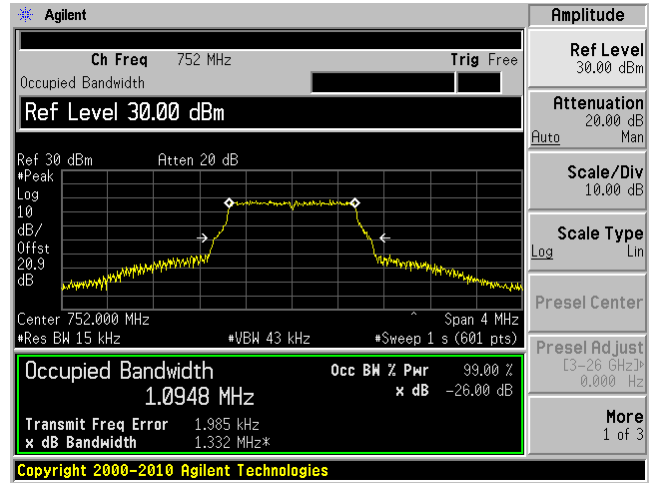 Agilent
Amplitude
Ch Freq 752 MHz Trig Free
Occupied Bandwidth
Ref Level 30.00 dBm
Ref 30 dBm Atten 20 dB
#Peak
Log
10
dB/
Offst
20.9
dB
Center 752.000 MHz Span 4 MHz
#Res BW 15 kHz #VBW 43 kHz #Sweep 1 s (601 pts)
Occupied Bandwidth Occ BW % Pwr 99.00 %
1.0948 MHz x dB -26.00 dB
Transmit Freq Error 1.985 kHz
x dB Bandwidth 1.332 MHz*
Copyright 2000-2010 Agilent Technologies
Ref Level
30.00 dBm
Attenuation
20.00 dB
Auto Man
Scale/Div
10.00 dB
Scale Type
Log Lin
Presel Center
Presel Adjust
[3-26 GHz]
0.000 Hz
More
1 of 3